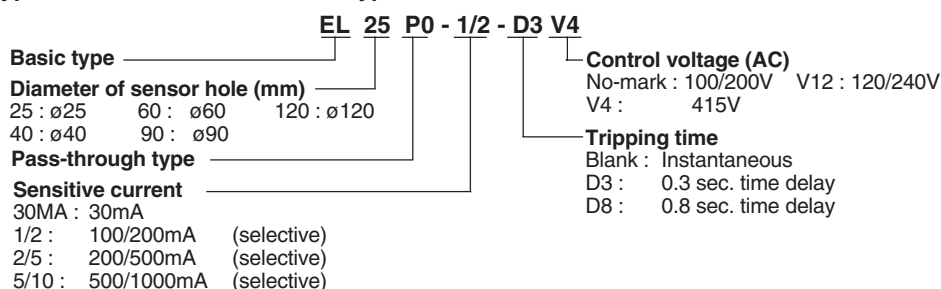 EL 25 P0 - 1/2 - D3 V4
Basic type
Diameter of sensor hole (mm)
25 : ø25 60 : ø60 120 : ø120
40 : ø40 90 : ø90
Pass-through type
Sensitive current
30MA : 30mA
1/2 : 100/200mA (selective)
2/5 : 200/500mA (selective)
5/10 : 500/1000mA (selective)
Control voltage (AC)
No-mark : 100/200V V12 : 120/240V
V4 : 415V
Tripping time
Blank : Instantaneous
D3 : 0.3 sec. time delay
D8 : 0.8 sec. time delay